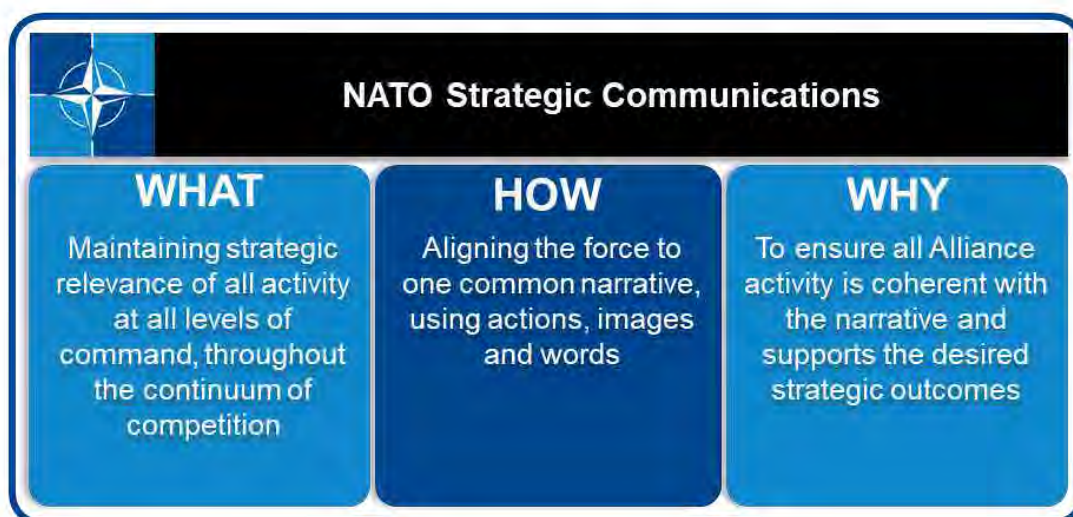 NATO Strategic Communications
WHAT
Maintaining strategic
relevance of all activity
at all levels of
command, throughout
the continuum of
competition
HOW
Aligning the force to
one common narrative,
using actions, images
and words
WHY
To ensure all Alliance
activity is coherent with
the narrative and
supports the desired
strategic outcomes